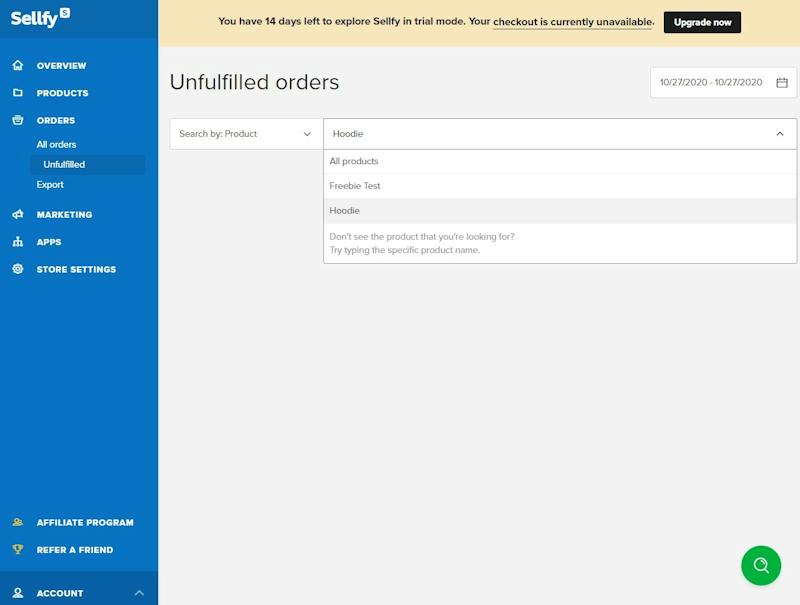 Sellfy S
You have 14 days left to explore Sellfy in trial mode. Your checkout is currently unavailable.
Upgrade now
OVERVIEW
PRODUCTS
ORDERS
All orders
Unfulfilled
Export
MARKETING
APPS
STORE SETTINGS
AFFILIATE PROGRAM
REFER A FRIEND
ACCOUNT
Unfulfilled orders
10/27/2020 - 10/27/2020
Search by: Product
Hoodie
All products
Freebie Test
Hoodie
Don't see the product that you're looking for?
Try typing the specific product name.